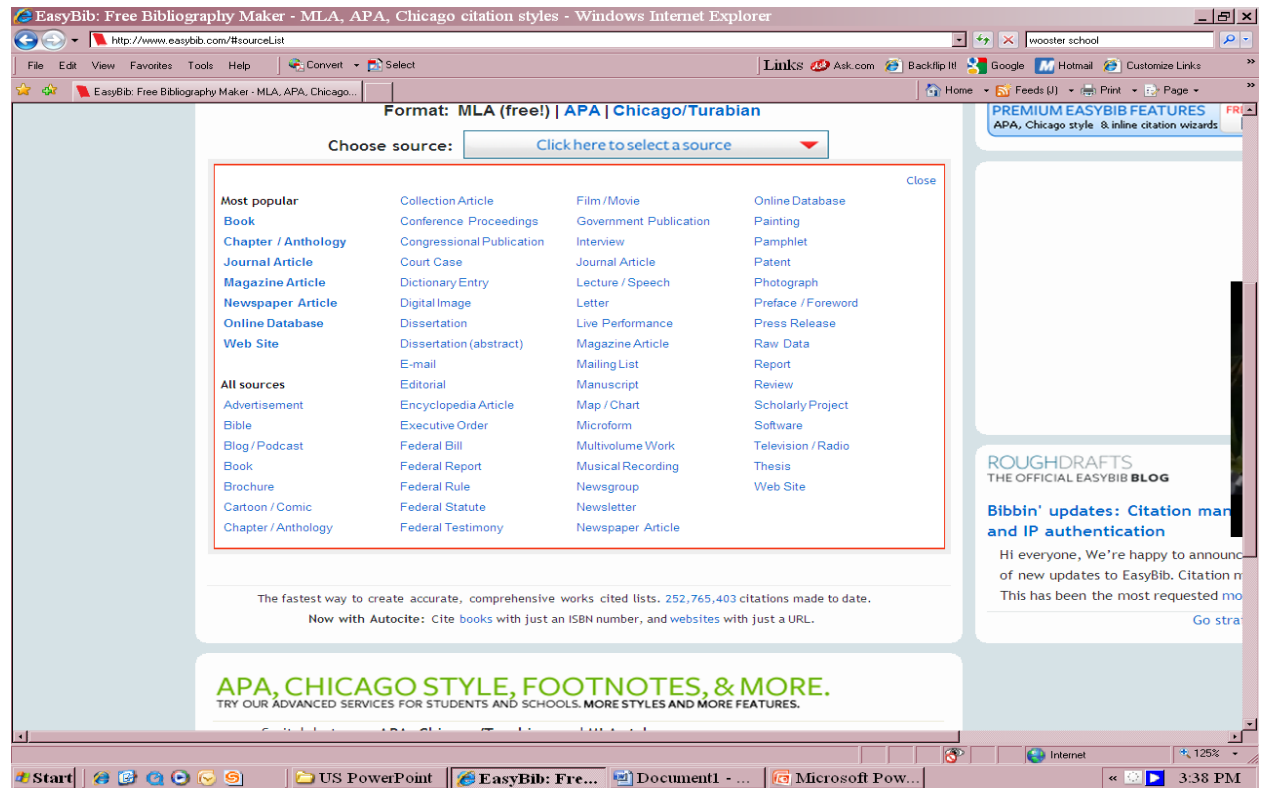 EasyBib: Free Bibliography Maker - MLA, APA, Chicago citation styles - Windows Internet Explorer
http://www.easybib.com/#sourceList
wooster school
File Edit View Favorites Tools Help Convert Select
Links Ask.com Backflip It! Google Hotmail Customize Links
EasyBib: Free Bibliography Maker - MLA, APA, Chicago...
Home Feeds (J) Print Page
Format: MLA (free!) | APA | Chicago/Turabian
Choose source: Click here to select a source
Close
Most popular
Book
Chapter / Anthology
Journal Article
Magazine Article
Newspaper Article
Online Database
Web Site
All sources
Advertisement
Bible
Blog / Podcast
Book
Brochure
Cartoon / Comic
Chapter / Anthology
Collection Article
Conference Proceedings
Congressional Publication
Court Case
Dictionary Entry
Digital Image
Dissertation
Dissertation (abstract)
E-mail
Editorial
Encyclopedia Article
Executive Order
Federal Bill
Federal Report
Federal Rule
Federal Statute
Federal Testimony
Film / Movie
Government Publication
Interview
Journal Article
Lecture / Speech
Letter
Live Performance
Magazine Article
Mailing List
Manuscript
Map / Chart
Microform
Multivolume Work
Musical Recording
Newsgroup
Newsletter
Newspaper Article
Online Database
Painting
Pamphlet
Patent
Photograph
Preface / Foreword
Press Release
Raw Data
Report
Review
Scholarly Project
Software
Television / Radio
Thesis
Web Site
The fastest way to create accurate, comprehensive works cited lists. 252,765,403 citations made to date.
Now with Autocite: Cite books with just an ISBN number, and websites with just a URL.
APA, CHICAGO STYLE, FOOTNOTES, & MORE.
TRY OUR ADVANCED SERVICES FOR STUDENTS AND SCHOOLS. MORE STYLES AND MORE FEATURES.
PREMIUM EASYBIB FEATURES
APA, Chicago style & inline citation wizards
ROUGHDRAFTS
THE OFFICIAL EASYBIB BLOG
Bibbin' updates: Citation man
and IP authentication
Hi everyone, We're happy to announc
of new updates to EasyBib. Citation
This has been the most requested mo
Go stra
Internet
125%
Start US PowerPoint EasyBib: Fre... Document1 - ... Microsoft Pow... 3:38 PM